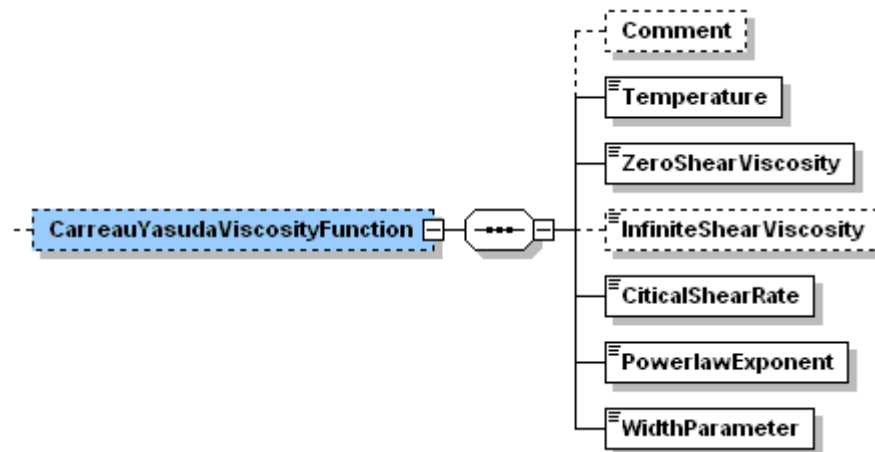 Comment
Temperature
ZeroShearViscosity
CarreauYasudaViscosityFunction
InfiniteShearViscosity
CiticalShearRate
PowerlawExponent
WidthParameter